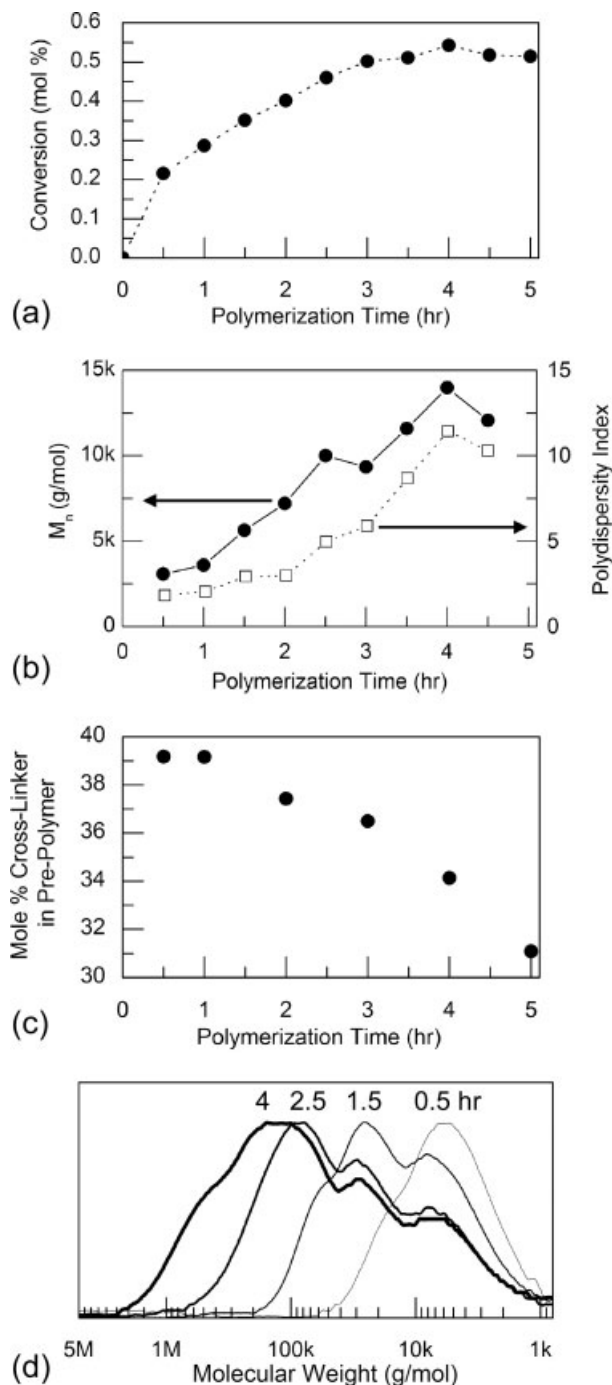 0.6
0.5
0.4
0.3
0.2
0.1
0.0
Conversion (mol %)
0 1 2 3 4 5
Polymerization Time (hr)
(a)
15k
10k
5k
0
Mn (g/mol)
15
10
5
0
Polydispersity Index
0 1 2 3 4 5
Polymerization Time (hr)
(b)
40
38
36
34
32
30
Mole % Cross-Linker
in Pre-Polymer
0 1 2 3 4 5
Polymerization Time (hr)
(c)
4 2.5 1.5 0.5 hr
5M 1M 100k 10k 1k
Molecular Weight (g/mol)
(d)